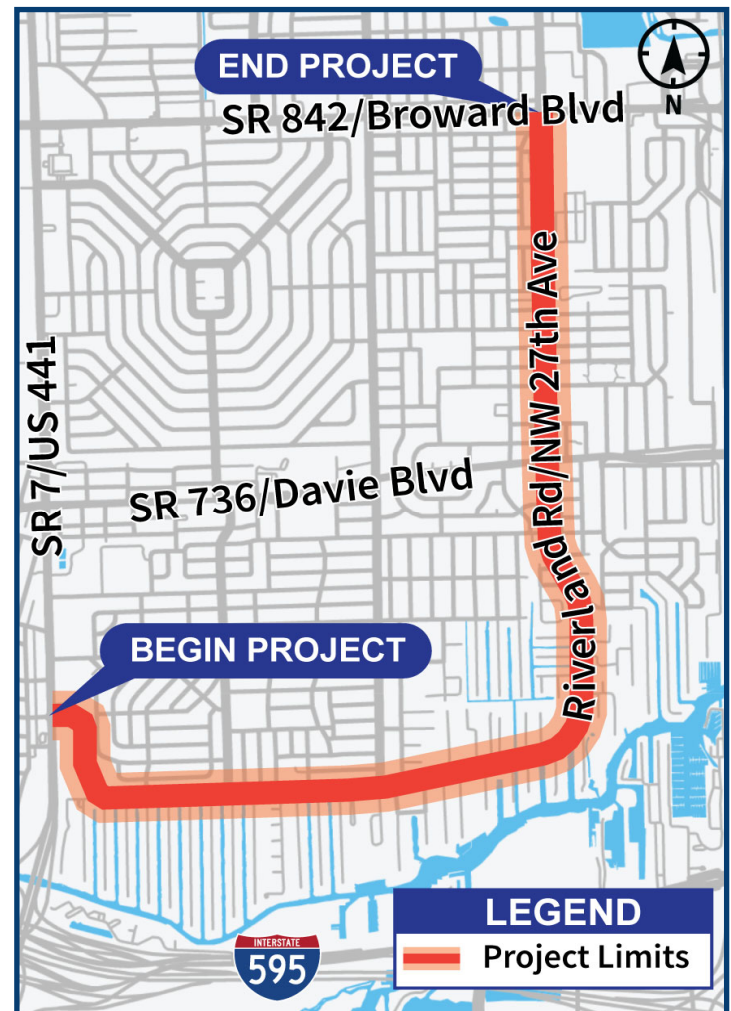 END PROJECT
SR 842/Broward Blvd
N
Riverland Rd/NW 27th Ave
SR 7/US 441
SR 736/Davie Blvd
BEGIN PROJECT
INTERSTATE
595
LEGEND
Project Limits